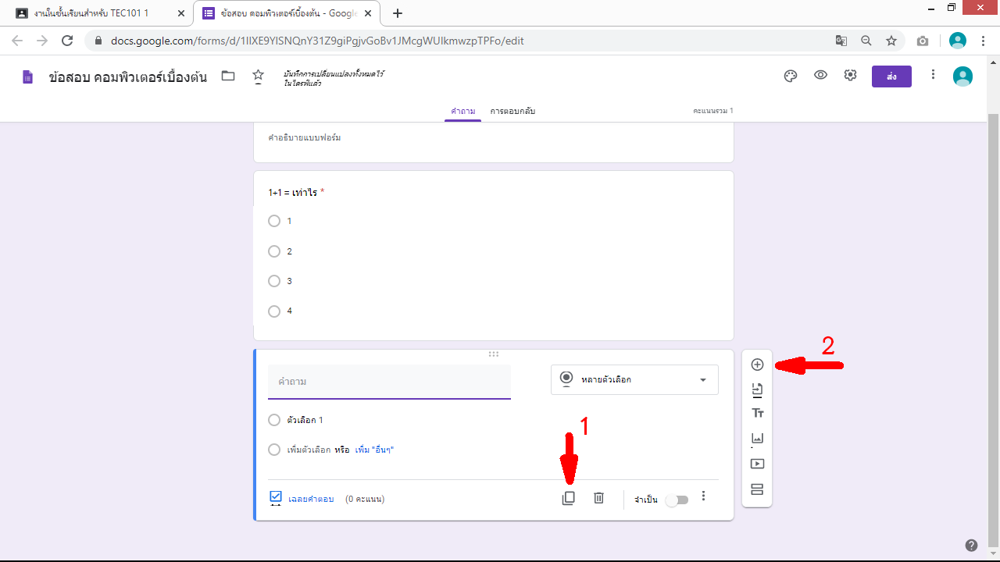 งานในชั้นเรียนสำหรับ TEC101 1
ข้อสอบ คอมพิวเตอร์เบื้องต้น - Google
docs.google.com/forms/d/1IlXE9YlSNQnY31Z9giPgjvGoBv1JMcgWUIkmwzpTPFo/edit
ข้อสอบ คอมพิวเตอร์เบื้องต้น
บันทึกการเปลี่ยนแปลงทั้งหมดไว้
ในไดรฟ์แล้ว
ส่ง
คำถาม การตอบกลับ
คะแนนรวม 1
คำอธิบายแบบฟอร์ม
1+1 = เท่าไร *
1
2
3
4
2
คำถาม
หลายตัวเลือก
ตัวเลือก 1
1
เพิ่มตัวเลือก หรือ เพิ่ม "อื่นๆ"
เฉลยคำตอบ (0 คะแนน)
จำเป็น
Tт